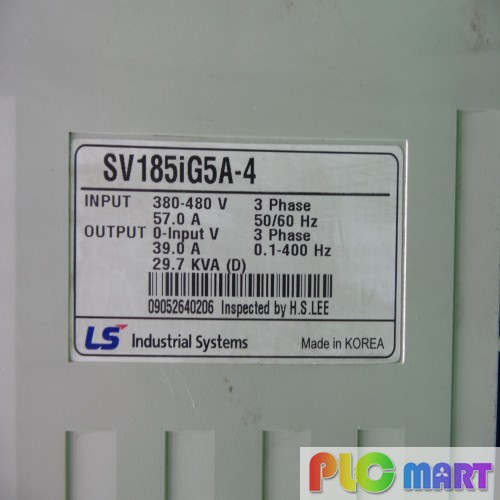 SV185iG5A-4
INPUT 380-480 V 3 Phase
57.0 A 50/60 Hz
OUTPUT 0-Input V 3 Phase
39.0 A 0.1-400 Hz
29.7 KVA (D)
09052640206 Inspected by H.S.LEE
LS Industrial Systems Made in KOREA
PLC MART